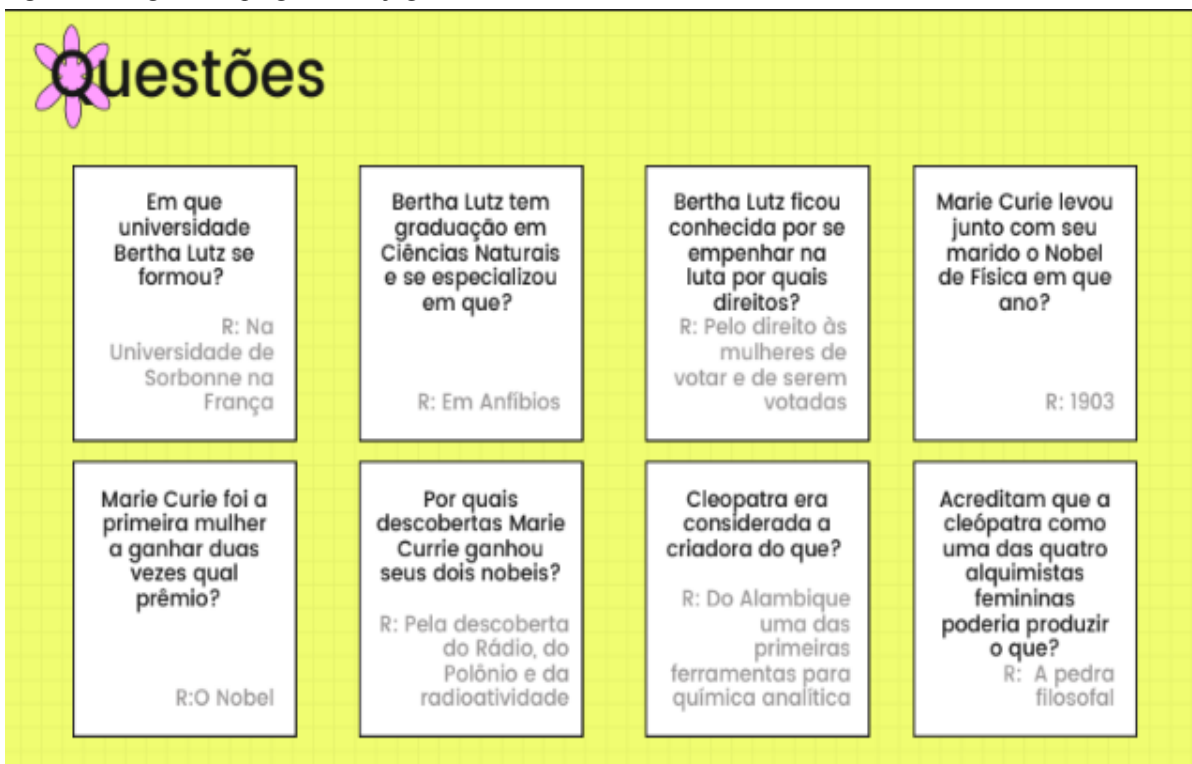 Questões
Em que
universidade
Bertha Lutz se
formou?
R: Na
Universidade de
Sorbonne na
França
Bertha Lutz tem
graduação em
Ciências Naturais
e se especializou
em que?
R: Em Anfíbios
Bertha Lutz ficou
conhecida por se
empenhar na
luta por quais
direitos?
R: Pelo direito às
mulheres de
votar e de serem
votadas
Marie Curie levou
junto com seu
marido o Nobel
de Física em que
ano?
R: 1903
Marie Curie foi a
primeira mulher
a ganhar duas
vezes qual
prêmio?
R:O Nobel
Por quais
descobertas Marie
Currie ganhou
seus dois nobeis?
R: Pela descoberta
do Rádio, do
Polônio e da
radioatividade
Cleopatra era
considerada a
criadora do que?
R: Do Alambique
uma das
primeiras
ferramentas para
química analítica
Acreditam que a
cleópatra como
uma das quatro
alquimistas
femininas
poderia produzir
o que?
R: A pedra
filosofal